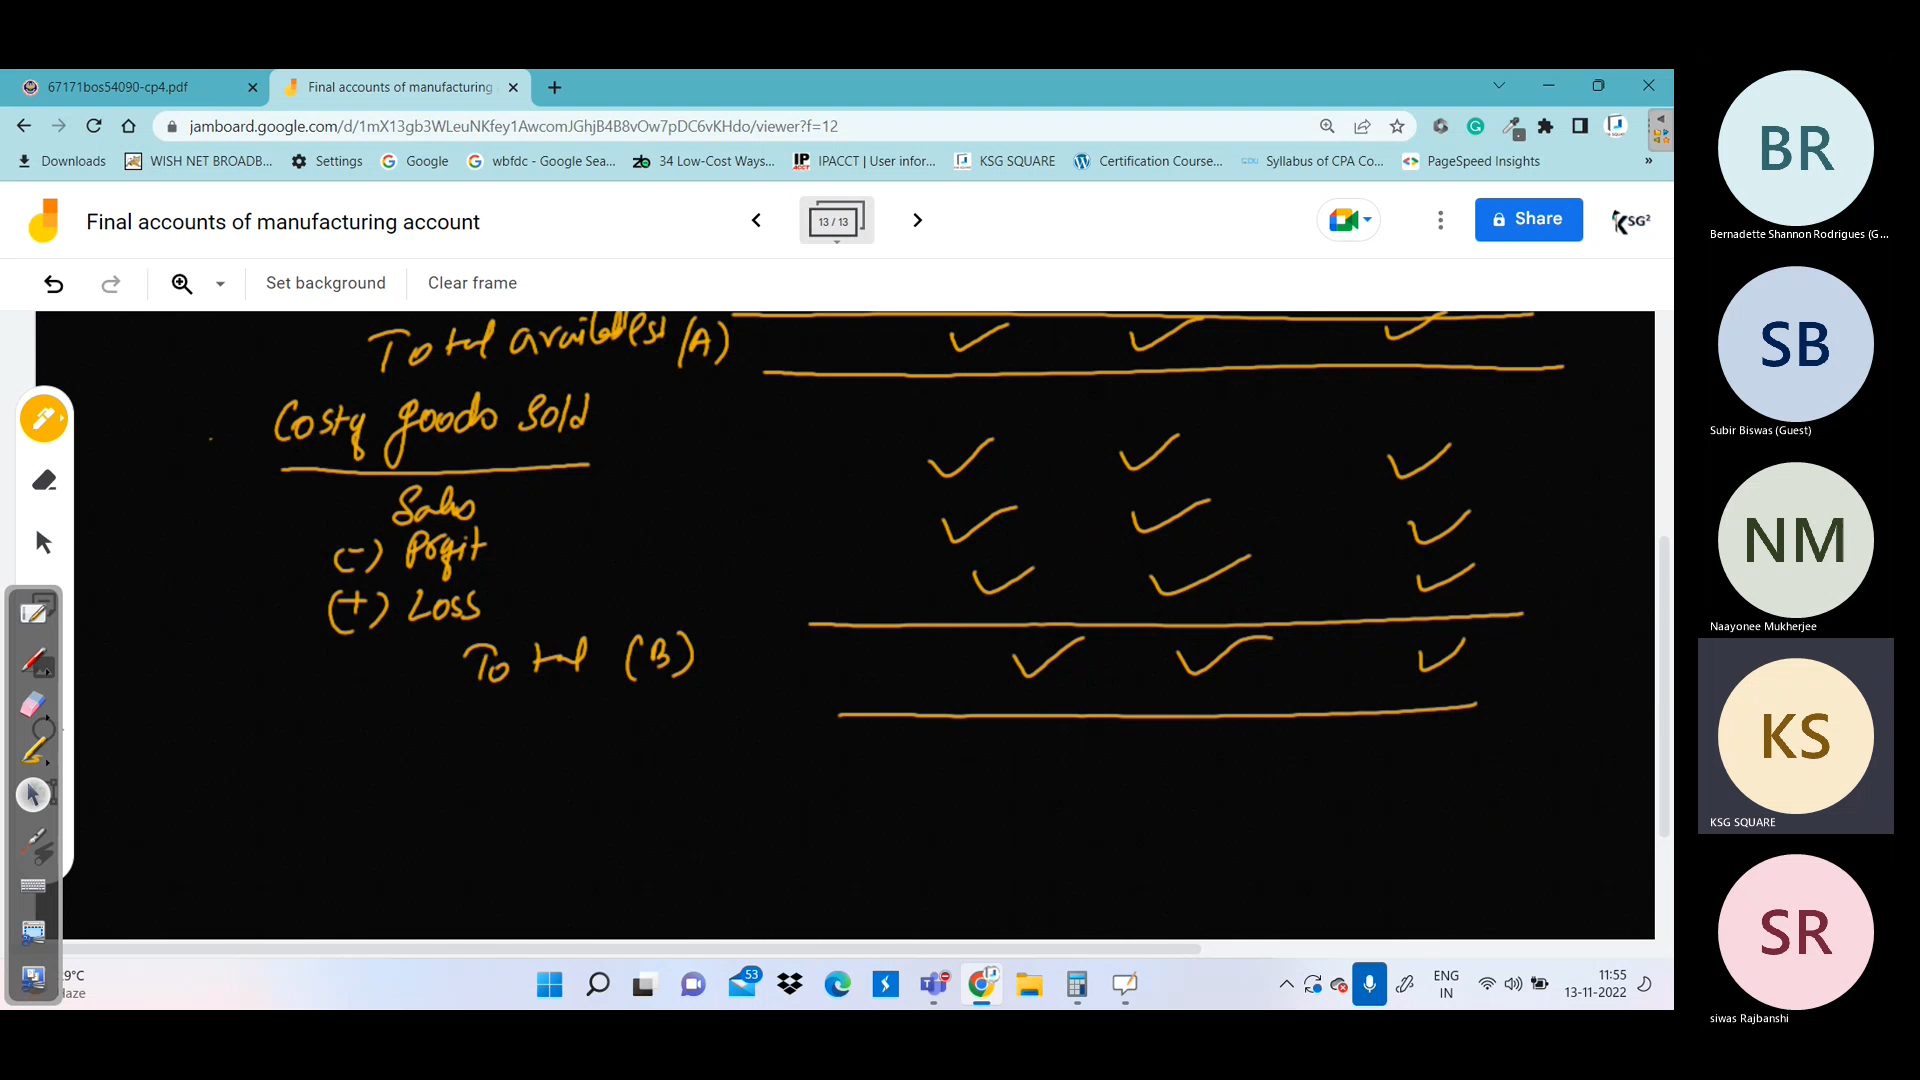 67171bos54090-cp4.pdf
Final accounts of manufacturing
jamboard.google.com/d/1mX13gb3WLeuNKfey1AwcomJGhjB4B8vOw7pDC6vKHdo/viewer?f=12
Downloads WISH NET BROADB... Settings Google wbfdc - Google Sea... 34 Low-Cost Ways... IPACCT | User infor... KSG SQUARE Certification Course... Syllabus of CPA Co... PageSpeed Insights »
Final accounts of manufacturing account
13 / 13
Share
KSG²
Set background
Clear frame
Total (A)
goods Sold
Sales
(-) Profit
(+) Loss
Total (B)
9°C
Haze
53
ENG
IN
11:55
13-11-2022
BR
Bernadette Shannon Rodrigues (G...
SB
Subir Biswas (Guest)
NM
Naayonee Mukherjee
KS
KSG SQUARE
SR
siwas Rajbanshi